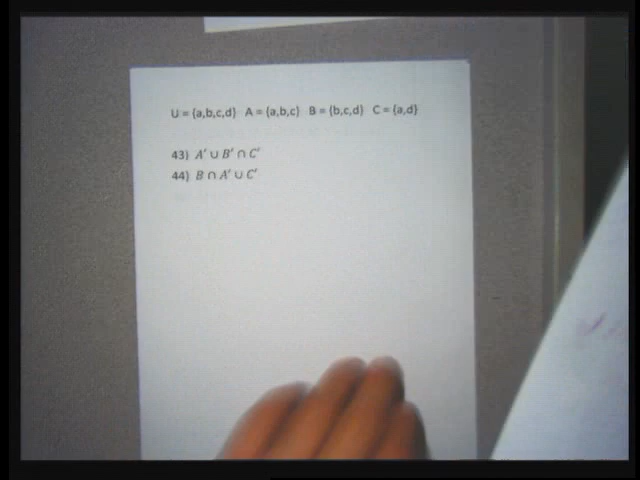 U = {a,b,c,d} A = {a,b,c} B = {b,c,d} C = {a,d}
43) A′ ∪ B′ ∩ C′
44) B ∩ A′ ∪ C′